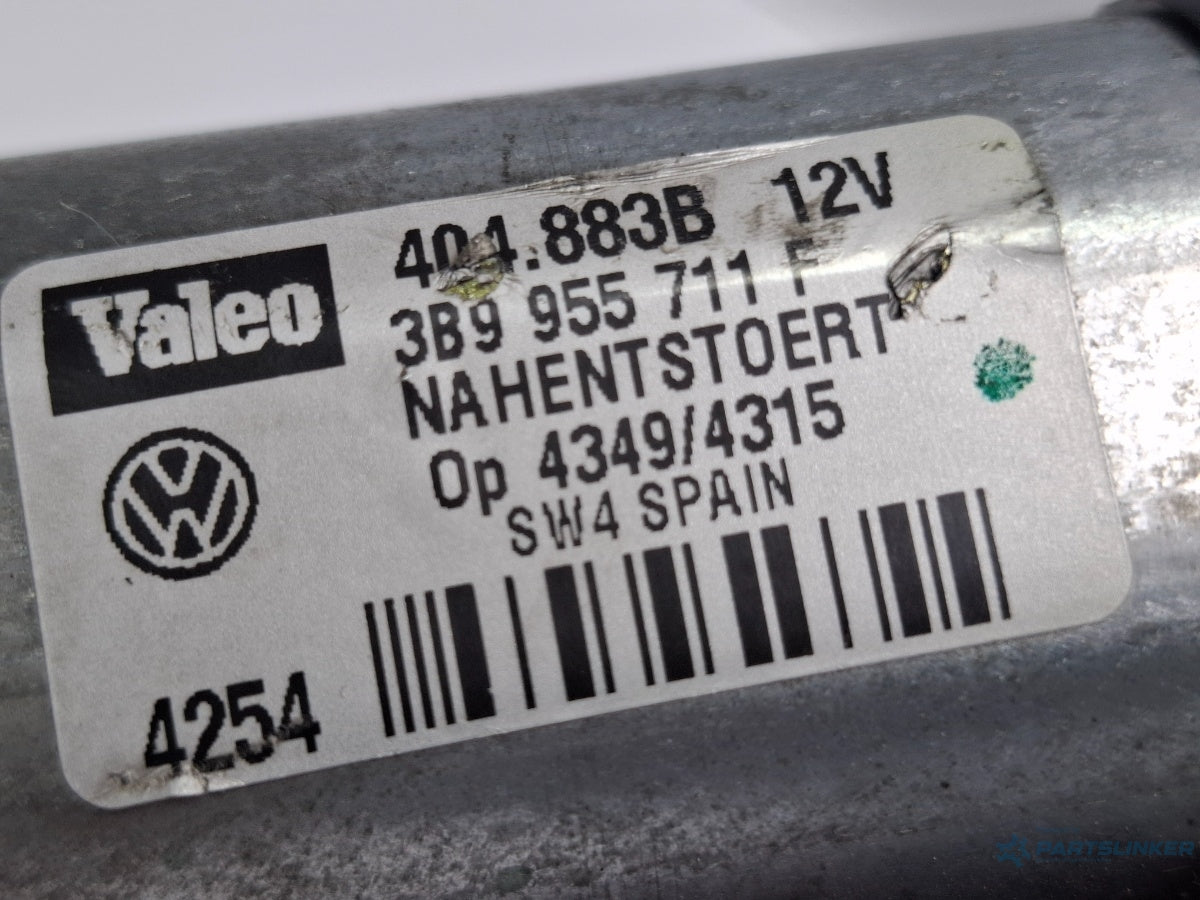 Valeo
404.883B 12V
3B9 955 711 F
NAHENTSTOERT
Op 4349/4315
SW4 SPAIN
4254
PARTSLINKER